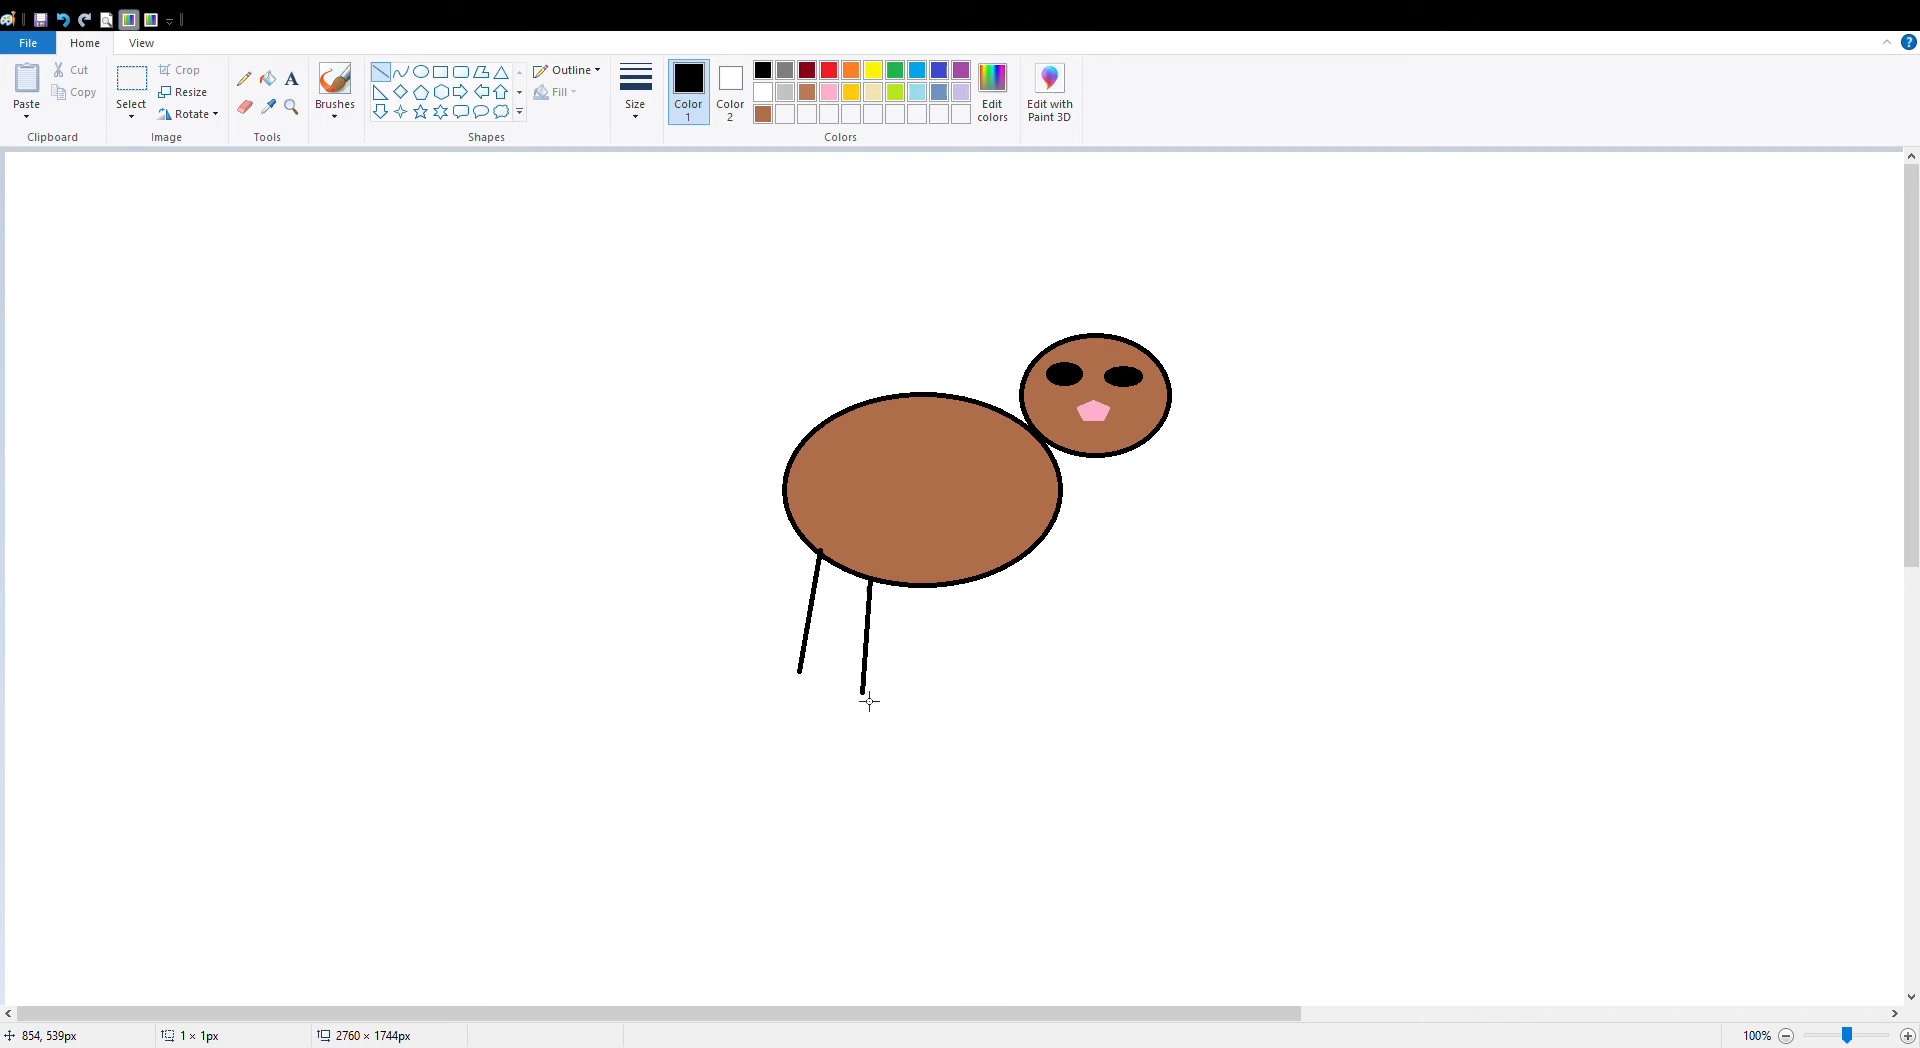 File Home View ?
Paste Cut Copy
Clipboard
Select Crop Resize Rotate
Image
A
Tools
Brushes
Outline Fill
Shapes
Size
Color 1
Color 2
Edit colors
Colors
Edit with Paint 3D
854, 539px 1 × 1px 2760 × 1744px 100%